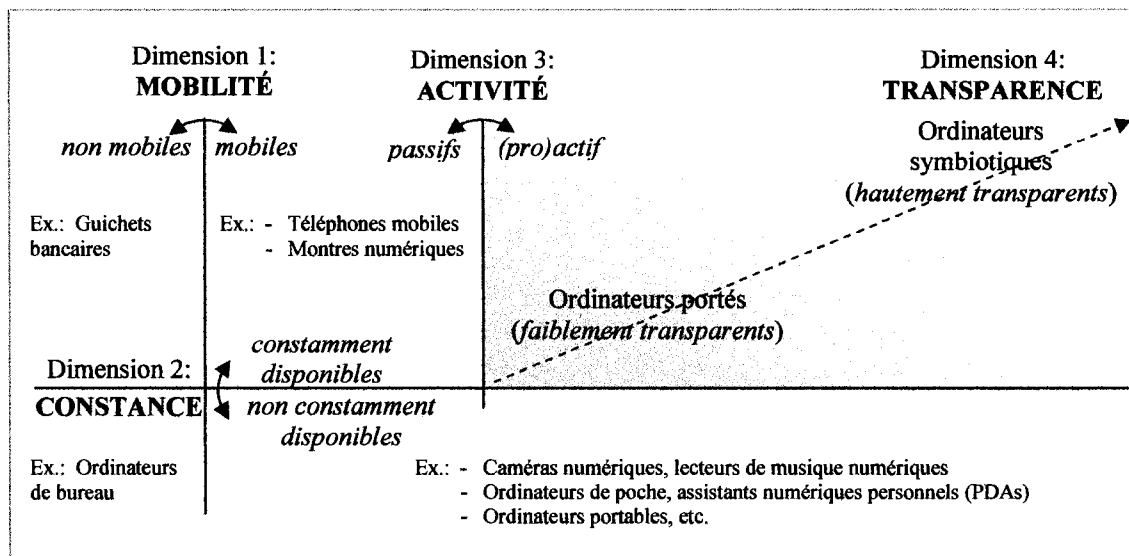 Dimension 1:
MOBILITÉ
non mobiles
mobiles
Ex.: Guichets
bancaires
Ex.: - Téléphones mobiles
- Montres numériques
Dimension 3:
ACTIVITÉ
passifs
(pro)actif
Dimension 4:
TRANSPARENCE
Ordinateurs
symbiotiques
(hautement transparents)
Ordinateurs portés
(faiblement transparents)
Dimension 2:
CONSTANCE
constamment
disponibles
non constamment
disponibles
Ex.: Ordinateurs
de bureau
Ex.: - Caméras numériques, lecteurs de musique numériques
- Ordinateurs de poche, assistants numériques personnels (PDAs)
- Ordinateurs portables, etc.